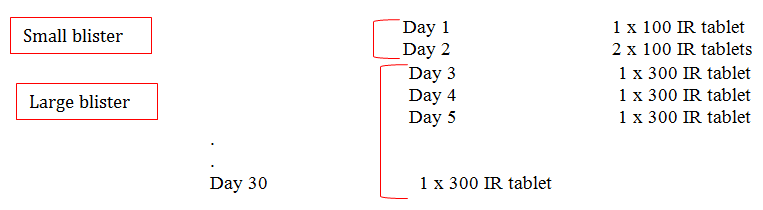 Small blister
Day 1 1 x 100 IR tablet
Day 2 2 x 100 IR tablets
Day 3 1 x 300 IR tablet
Large blister
Day 4 1 x 300 IR tablet
Day 5 1 x 300 IR tablet
.
.
Day 30 1 x 300 IR tablet